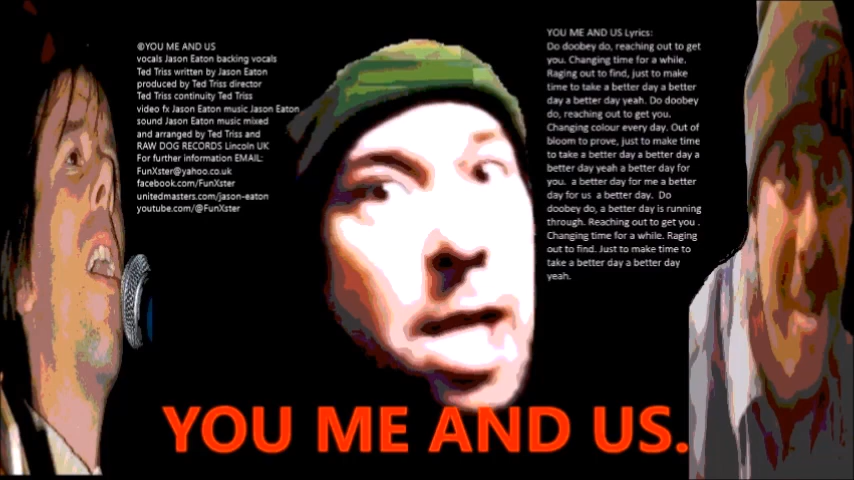 ©YOU ME AND US
vocals Jason Eaton backing vocals
Ted Triss written by Jason Eaton
produced by Ted Triss director
Ted Triss continuity Ted Triss
video fx Jason Eaton music Jason Eaton
sound Jason Eaton music mixed
and arranged by Ted Triss and
RAW DOG RECORDS Lincoln UK
For further information EMAIL:
FunXster@yahoo.co.uk
facebook.com/FunXster
unitedmasters.com/jason-eaton
youtube.com/@FunXster
YOU ME AND US Lyrics:
Do doobey do, reaching out to get
you. Changing time for a while.
Raging out to find, just to make
time to take a better day a better
day a better day yeah. Do doobey
do, reaching out to get you.
Changing colour every day. Out of
bloom to prove, just to make time
to take a better day a better day a
better day yeah a better day for
you.  a better day for me a better
day for us  a better day.  Do
doobey do, a better day is running
through. Reaching out to get you .
Changing time for a while. Raging
out to find. Just to make time to
take a better day a better day
yeah.
YOU ME AND US.